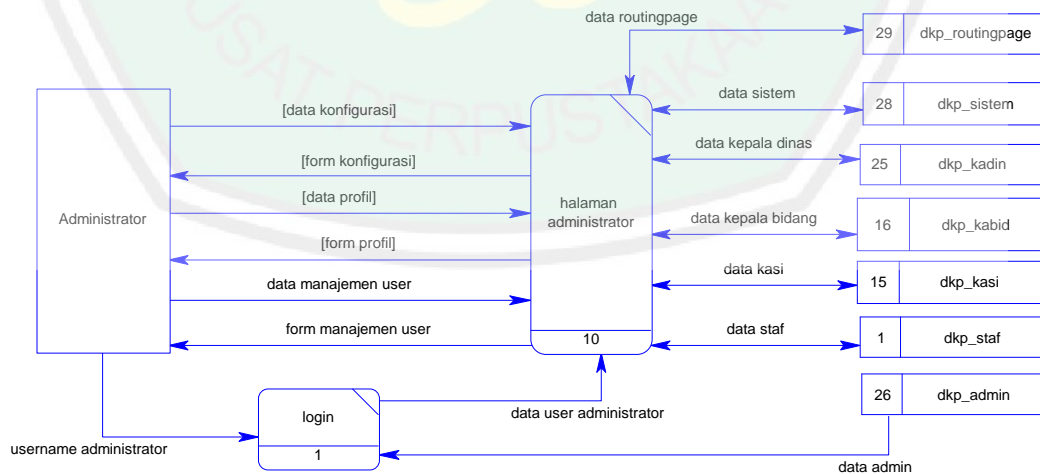 data routingpage
29 dkp_routingpage
[data konfigurasi]
data sistem
28 dkp_sistem
[form konfigurasi]
data kepala dinas
25 dkp_kadin
[data profil]
Administrator
halaman
administrator
data kepala bidang
16 dkp_kabid
[form profil]
data manajemen user
data kasi
15 dkp_kasi
form manajemen user
10
data staf
1 dkp_staf
26 dkp_admin
login
data user administrator
username administrator
1
data admin
PUSAT PERPUSTAKAAN